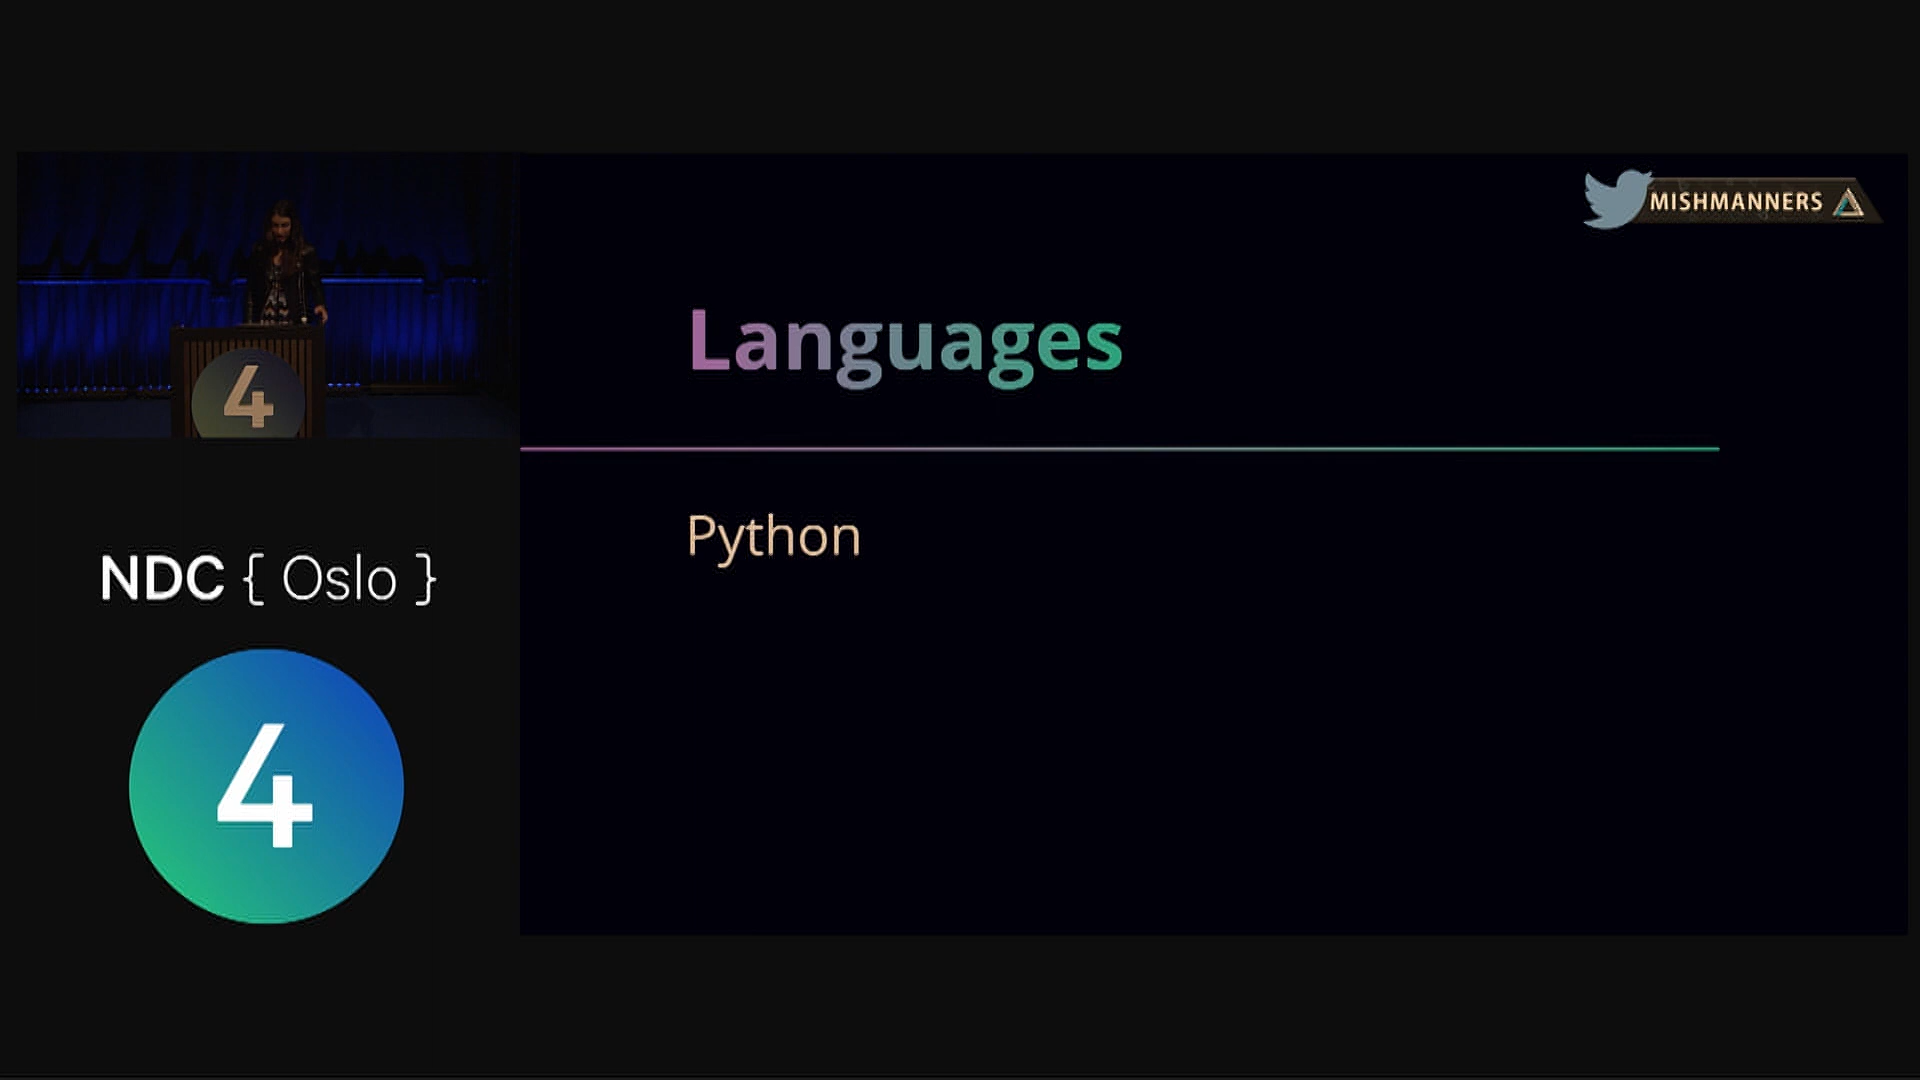 MISHMANNERS
Languages
Python
4
NDC { Oslo }
4